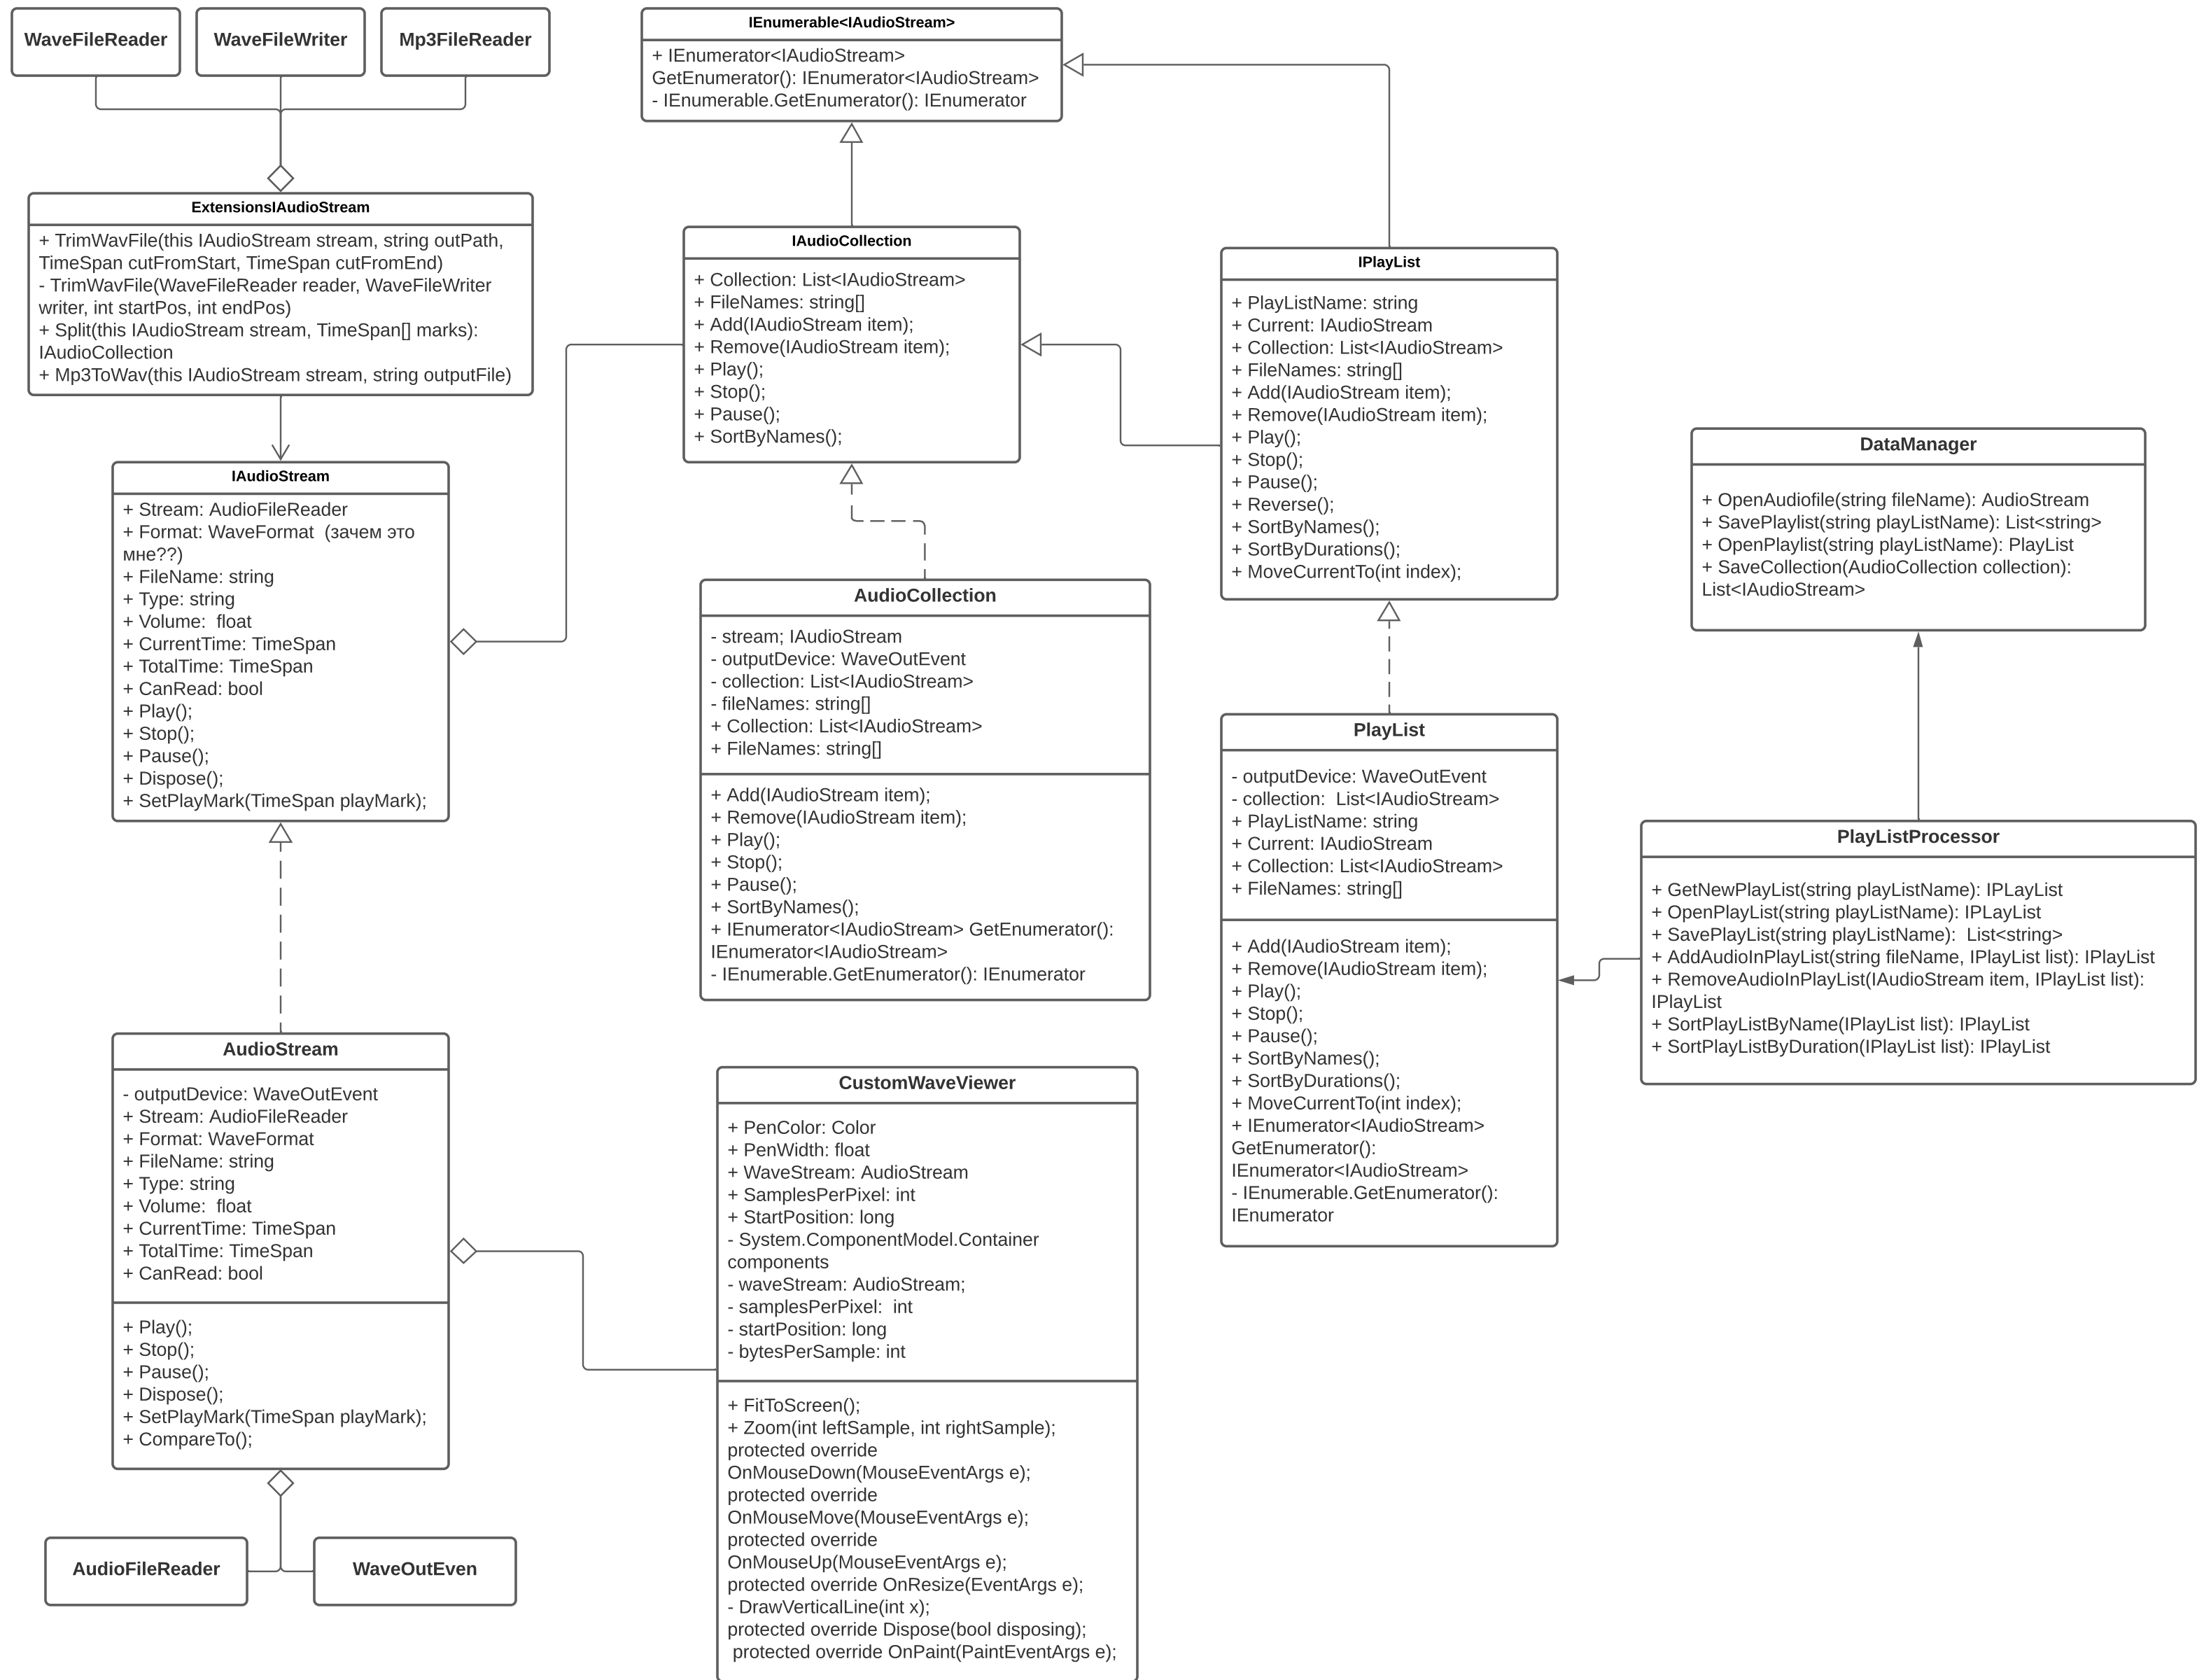 WaveFileReader
WaveFileWriter
Mp3FileReader
ExtensionsIAudioStream
+ TrimWavFile(this IAudioStream stream, string outPath,
TimeSpan cutFromStart, TimeSpan cutFromEnd)
- TrimWavFile(WaveFileReader reader, WaveFileWriter
writer, int startPos, int endPos)
+ Split(this IAudioStream stream, TimeSpan[] marks):
IAudioCollection
+ Mp3ToWav(this IAudioStream stream, string outputFile)
IAudioStream
+ Stream: AudioFileReader
+ Format: WaveFormat  (зачем это
мне??)
+ FileName: string
+ Type: string
+ Volume:  float
+ CurrentTime: TimeSpan
+ TotalTime: TimeSpan
+ CanRead: bool
+ Play();
+ Stop();
+ Pause();
+ Dispose();
+ SetPlayMark(TimeSpan playMark);
AudioStream
- outputDevice: WaveOutEvent
+ Stream: AudioFileReader
+ Format: WaveFormat
+ FileName: string
+ Type: string
+ Volume:  float
+ CurrentTime: TimeSpan
+ TotalTime: TimeSpan
+ CanRead: bool
+ Play();
+ Stop();
+ Pause();
+ Dispose();
+ SetPlayMark(TimeSpan playMark);
+ CompareTo();
AudioFileReader
WaveOutEven
IEnumerable<IAudioStream>
+ IEnumerator<IAudioStream>
GetEnumerator(): IEnumerator<IAudioStream>
- IEnumerable.GetEnumerator(): IEnumerator
IAudioCollection
+ Collection: List<IAudioStream>
+ FileNames: string[]
+ Add(IAudioStream item);
+ Remove(IAudioStream item);
+ Play();
+ Stop();
+ Pause();
+ SortByNames();
AudioCollection
- stream; IAudioStream
- outputDevice: WaveOutEvent
- collection: List<IAudioStream>
- fileNames: string[]
+ Collection: List<IAudioStream>
+ FileNames: string[]
+ Add(IAudioStream item);
+ Remove(IAudioStream item);
+ Play();
+ Stop();
+ Pause();
+ SortByNames();
+ IEnumerator<IAudioStream> GetEnumerator():
IEnumerator<IAudioStream>
- IEnumerable.GetEnumerator(): IEnumerator
CustomWaveViewer
+ PenColor: Color
+ PenWidth: float
+ WaveStream: AudioStream
+ SamplesPerPixel: int
+ StartPosition: long
- System.ComponentModel.Container
components
- waveStream: AudioStream;
- samplesPerPixel:  int
- startPosition: long
- bytesPerSample: int
+ FitToScreen();
+ Zoom(int leftSample, int rightSample);
protected override
OnMouseDown(MouseEventArgs e);
protected override
OnMouseMove(MouseEventArgs e);
protected override
OnMouseUp(MouseEventArgs e);
protected override OnResize(EventArgs e);
- DrawVerticalLine(int x);
protected override Dispose(bool disposing);
protected override OnPaint(PaintEventArgs e);
IPlayList
+ PlayListName: string
+ Current: IAudioStream
+ Collection: List<IAudioStream>
+ FileNames: string[]
+ Add(IAudioStream item);
+ Remove(IAudioStream item);
+ Play();
+ Stop();
+ Pause();
+ Reverse();
+ SortByNames();
+ SortByDurations();
+ MoveCurrentTo(int index);
PlayList
- outputDevice: WaveOutEvent
- collection:  List<IAudioStream>
+ PlayListName: string
+ Current: IAudioStream
+ Collection: List<IAudioStream>
+ FileNames: string[]
+ Add(IAudioStream item);
+ Remove(IAudioStream item);
+ Play();
+ Stop();
+ Pause();
+ SortByNames();
+ SortByDurations();
+ MoveCurrentTo(int index);
+ IEnumerator<IAudioStream>
GetEnumerator():
IEnumerator<IAudioStream>
- IEnumerable.GetEnumerator():
IEnumerator
DataManager
+ OpenAudiofile(string fileName): AudioStream
+ SavePlaylist(string playListName): List<string>
+ OpenPlaylist(string playListName): PlayList
+ SaveCollection(AudioCollection collection):
List<IAudioStream>
PlayListProcessor
+ GetNewPlayList(string playListName): IPLayList
+ OpenPlayList(string playListName): IPLayList
+ SavePlayList(string playListName):  List<string>
+ AddAudioInPlayList(string fileName, IPlayList list): IPlayList
+ RemoveAudioInPlayList(IAudioStream item, IPlayList list):
IPlayList
+ SortPlayListByName(IPlayList list): IPlayList
+ SortPlayListByDuration(IPlayList list): IPlayList